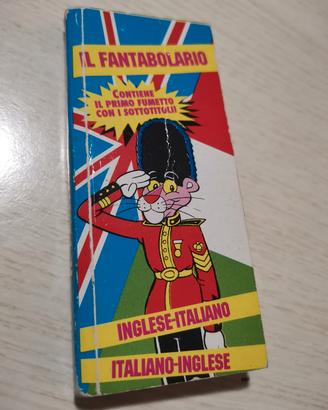 IL FANTABOLARIO
CONTIENE
IL PRIMO FUMETTO
CON I SOTTOTITOLI!
INGLESE-ITALIANO
ITALIANO-INGLESE